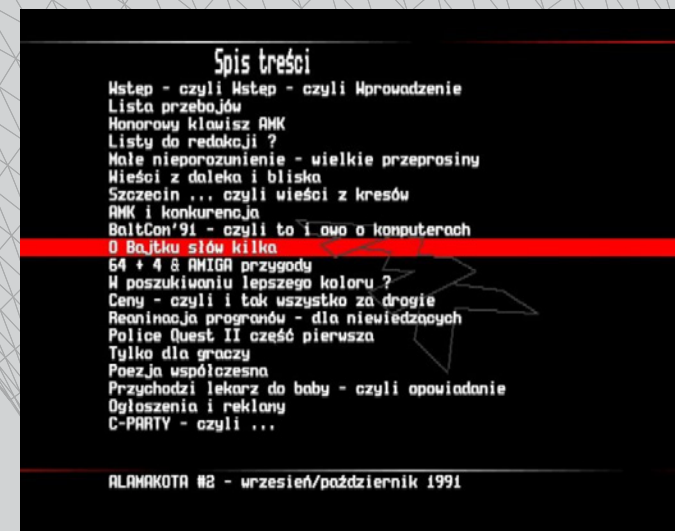 Spis treści
Wstęp - czyli Wstęp - czyli Wprowadzenie
Lista przebojów
Honorowy klawisz AMK
Listy do redakcji ?
Małe nieporozumienie - wielkie przeprosiny
Wieści z daleka i bliska
Szczecin ... czyli wieści z kresów
AMK i konkurencja
BaltCom'91 - czyli to i owo o komputerach
O Bajtku słów kilka
64 + 4 & AMIGA przygody
W poszukiwaniu lepszego koloru ?
Ceny - czyli i tak wszystko za drogie
Reanimacja programów - dla niewiedzących
Police Quest II cześć pierwsza
Tylko dla graczy
Poezja współczesna
Przychodzi lekarz do baby - czyli opowiadanie
Ogłoszenia i reklamy
C-PARTY - czyli ...
ALAMAKOTA #2 - wrzesień/październik 1991